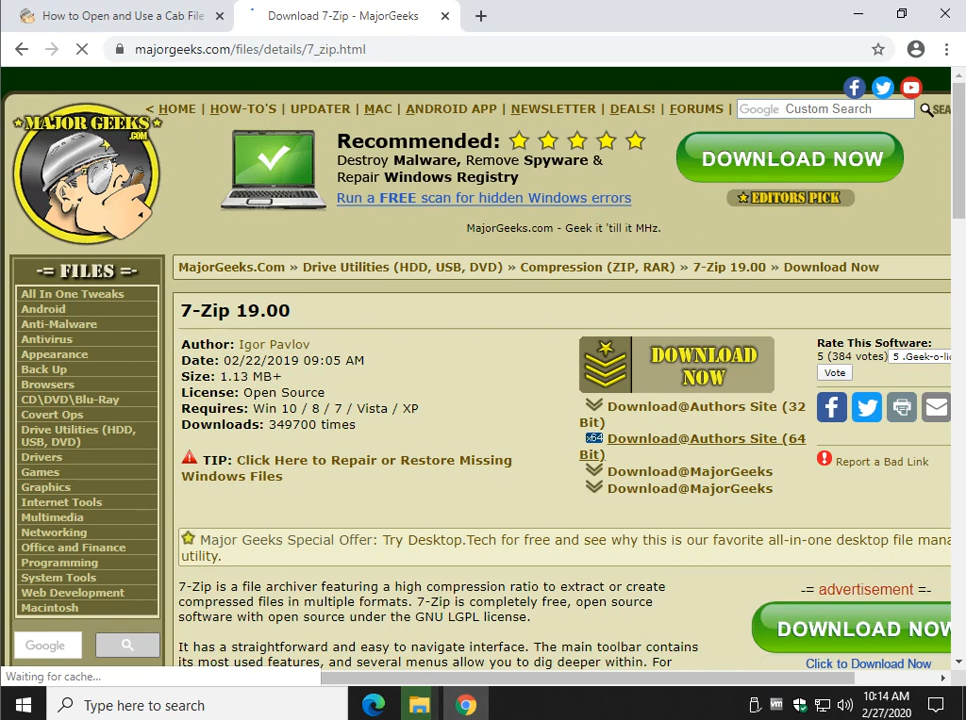 How to Open and Use a Cab File
Download 7-Zip - MajorGeeks
majorgeeks.com/files/details/7_zip.html
MAJOR GEEKS
.COM
< HOME | HOW-TO'S | UPDATER | MAC | ANDROID APP | NEWSLETTER | DEALS! | FORUMS |
Google Custom Search
SEA
Recommended:
Destroy Malware, Remove Spyware &
Repair Windows Registry
Run a FREE scan for hidden Windows errors
DOWNLOAD NOW
EDITORS PICK
MajorGeeks.com - Geek it 'till it MHz.
-= FILES =-
All In One Tweaks
Android
Anti-Malware
Antivirus
Appearance
Back Up
Browsers
CD\DVD\Blu-Ray
Covert Ops
Drive Utilities (HDD,
USB, DVD)
Drivers
Games
Graphics
Internet Tools
Multimedia
Networking
Office and Finance
Programming
System Tools
Web Development
Macintosh
Google
MajorGeeks.Com » Drive Utilities (HDD, USB, DVD) » Compression (ZIP, RAR) » 7-Zip 19.00 » Download Now
7-Zip 19.00
Author: Igor Pavlov
Date: 02/22/2019 09:05 AM
Size: 1.13 MB+
License: Open Source
Requires: Win 10 / 8 / 7 / Vista / XP
Downloads: 349700 times
TIP: Click Here to Repair or Restore Missing
Windows Files
DOWNLOAD
NOW
Download@Authors Site (32
Bit)
x64 Download@Authors Site (64
Bit)
Download@MajorGeeks
Download@MajorGeeks
Rate This Software:
5 (384 votes) 5 .Geek-o-li
Vote
Report a Bad Link
Major Geeks Special Offer: Try Desktop.Tech for free and see why this is our favorite all-in-one desktop file mana
utility.
7-Zip is a file archiver featuring a high compression ratio to extract or create
compressed files in multiple formats. 7-Zip is completely free, open source
software with open source under the GNU LGPL license.
It has a straightforward and easy to navigate interface. The main toolbar contains
its most used features, and several menus allow you to dig deeper within. For
-= advertisement =-
DOWNLOAD NOW
Click to Download Now
Waiting for cache...
Type here to search
vm
10:14 AM
2/27/2020